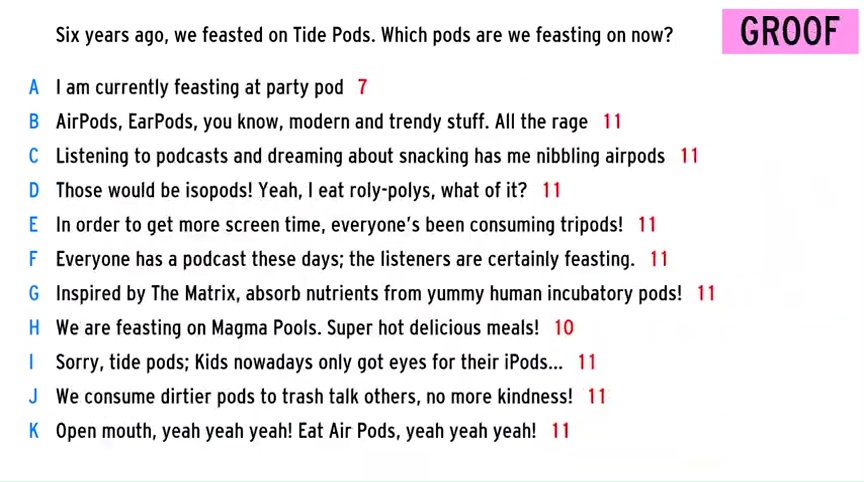 Six years ago, we feasted on Tide Pods. Which pods are we feasting on now?
GROOF
A I am currently feasting at party pod 7
B AirPods, EarPods, you know, modern and trendy stuff. All the rage 11
C Listening to podcasts and dreaming about snacking has me nibbling airpods 11
D Those would be isopods! Yeah, I eat roly-polys, what of it? 11
E In order to get more screen time, everyone's been consuming tripods! 11
F Everyone has a podcast these days; the listeners are certainly feasting. 11
G Inspired by The Matrix, absorb nutrients from yummy human incubatory pods! 11
H We are feasting on Magma Pools. Super hot delicious meals! 10
I Sorry, tide pods; Kids nowadays only got eyes for their iPods... 11
J We consume dirtier pods to trash talk others, no more kindness! 11
K Open mouth, yeah yeah yeah! Eat Air Pods, yeah yeah yeah! 11